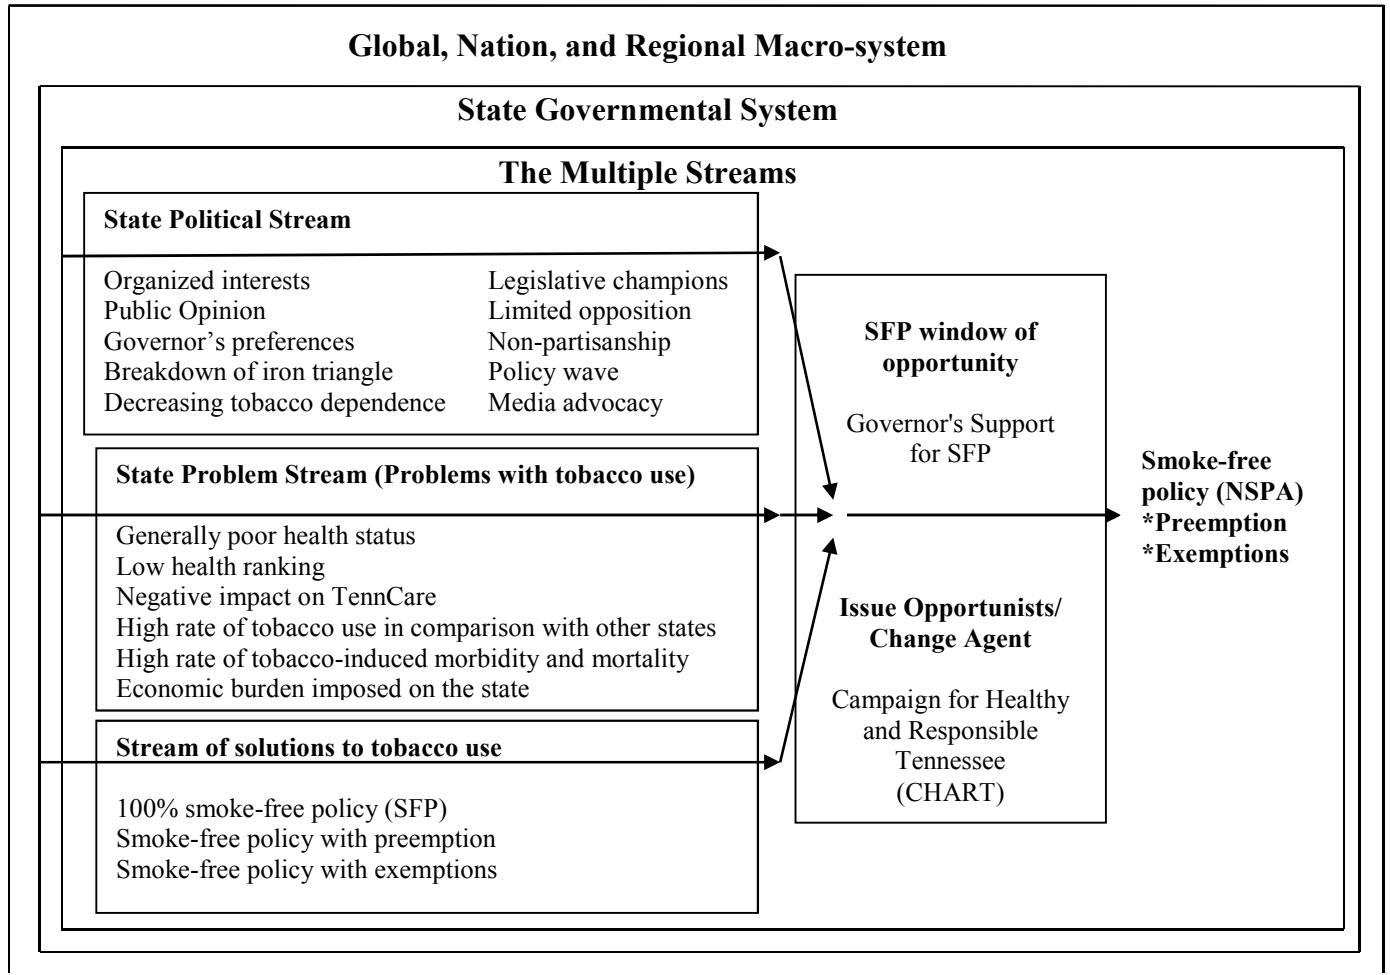 Global, Nation, and Regional Macro-system
State Governmental System
The Multiple Streams
State Political Stream
Organized interests
Public Opinion
Governor’s preferences
Breakdown of iron triangle
Decreasing tobacco dependence
Legislative champions
Limited opposition
Non-partisanship
Policy wave
Media advocacy
State Problem Stream (Problems with tobacco use)
Generally poor health status
Low health ranking
Negative impact on TennCare
High rate of tobacco use in comparison with other states
High rate of tobacco-induced morbidity and mortality
Economic burden imposed on the state
Stream of solutions to tobacco use
100% smoke-free policy (SFP)
Smoke-free policy with preemption
Smoke-free policy with exemptions
SFP window of
opportunity
Governor's Support
for SFP
Issue Opportunists/
Change Agent
Campaign for Healthy
and Responsible
Tennessee
(CHART)
Smoke-free
policy (NSPA)
*Preemption
*Exemptions